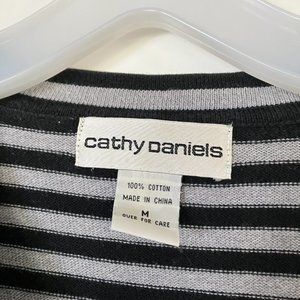 cathy Daniels
100% COTTON
MADE IN CHINA
M
OVER FOR CARE